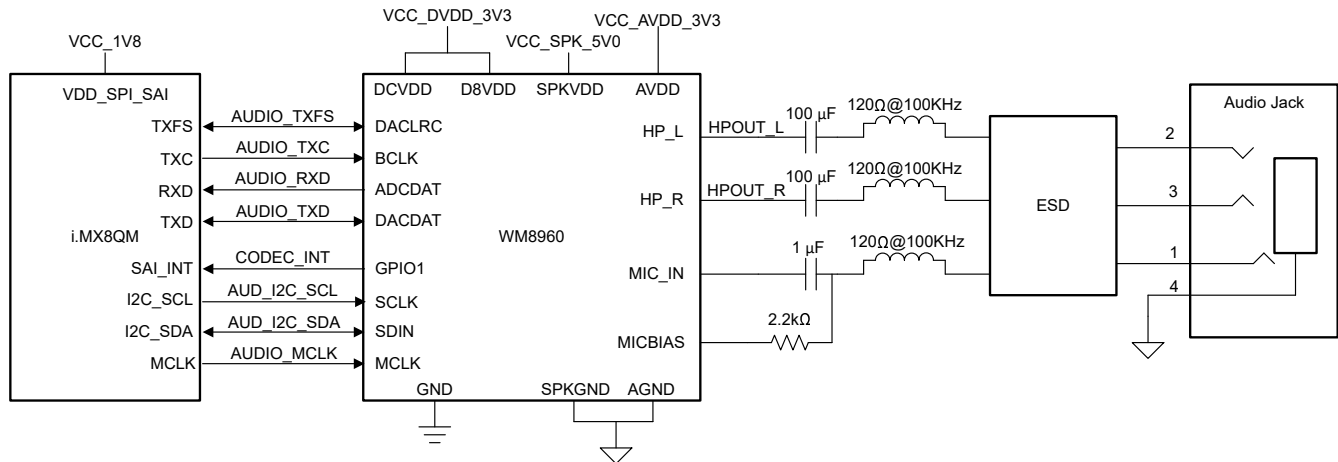 VCC_DVDD_3V3
VCC_AVDD_3V3
VCC_1V8
VCC_SPK_5V0
VDD_SPI_SAI
DCVDD
D8VDD
SPKVDD
AVDD
TXFS
AUDIO_TXFS
DACLRC
TXC
AUDIO_TXC
BCLK
RXD
AUDIO_RXD
ADCDAT
TXD
AUDIO_TXD
DACDAT
i.MX8QM
WM8960
SAI_INT
CODEC_INT
GPIO1
I2C_SCL
AUD_I2C_SCL
SCLK
I2C_SDA
AUD_I2C_SDA
SDIN
MCLK
AUDIO_MCLK
MCLK
GND
SPKGND
AGND
HP_L
HPOUT_L
100 µF
120Ω@100KHz
HP_R
HPOUT_R
100 µF
120Ω@100KHz
MIC_IN
1 µF
120Ω@100KHz
MICBIAS
2.2kΩ
ESD
Audio Jack
2
3
1
4